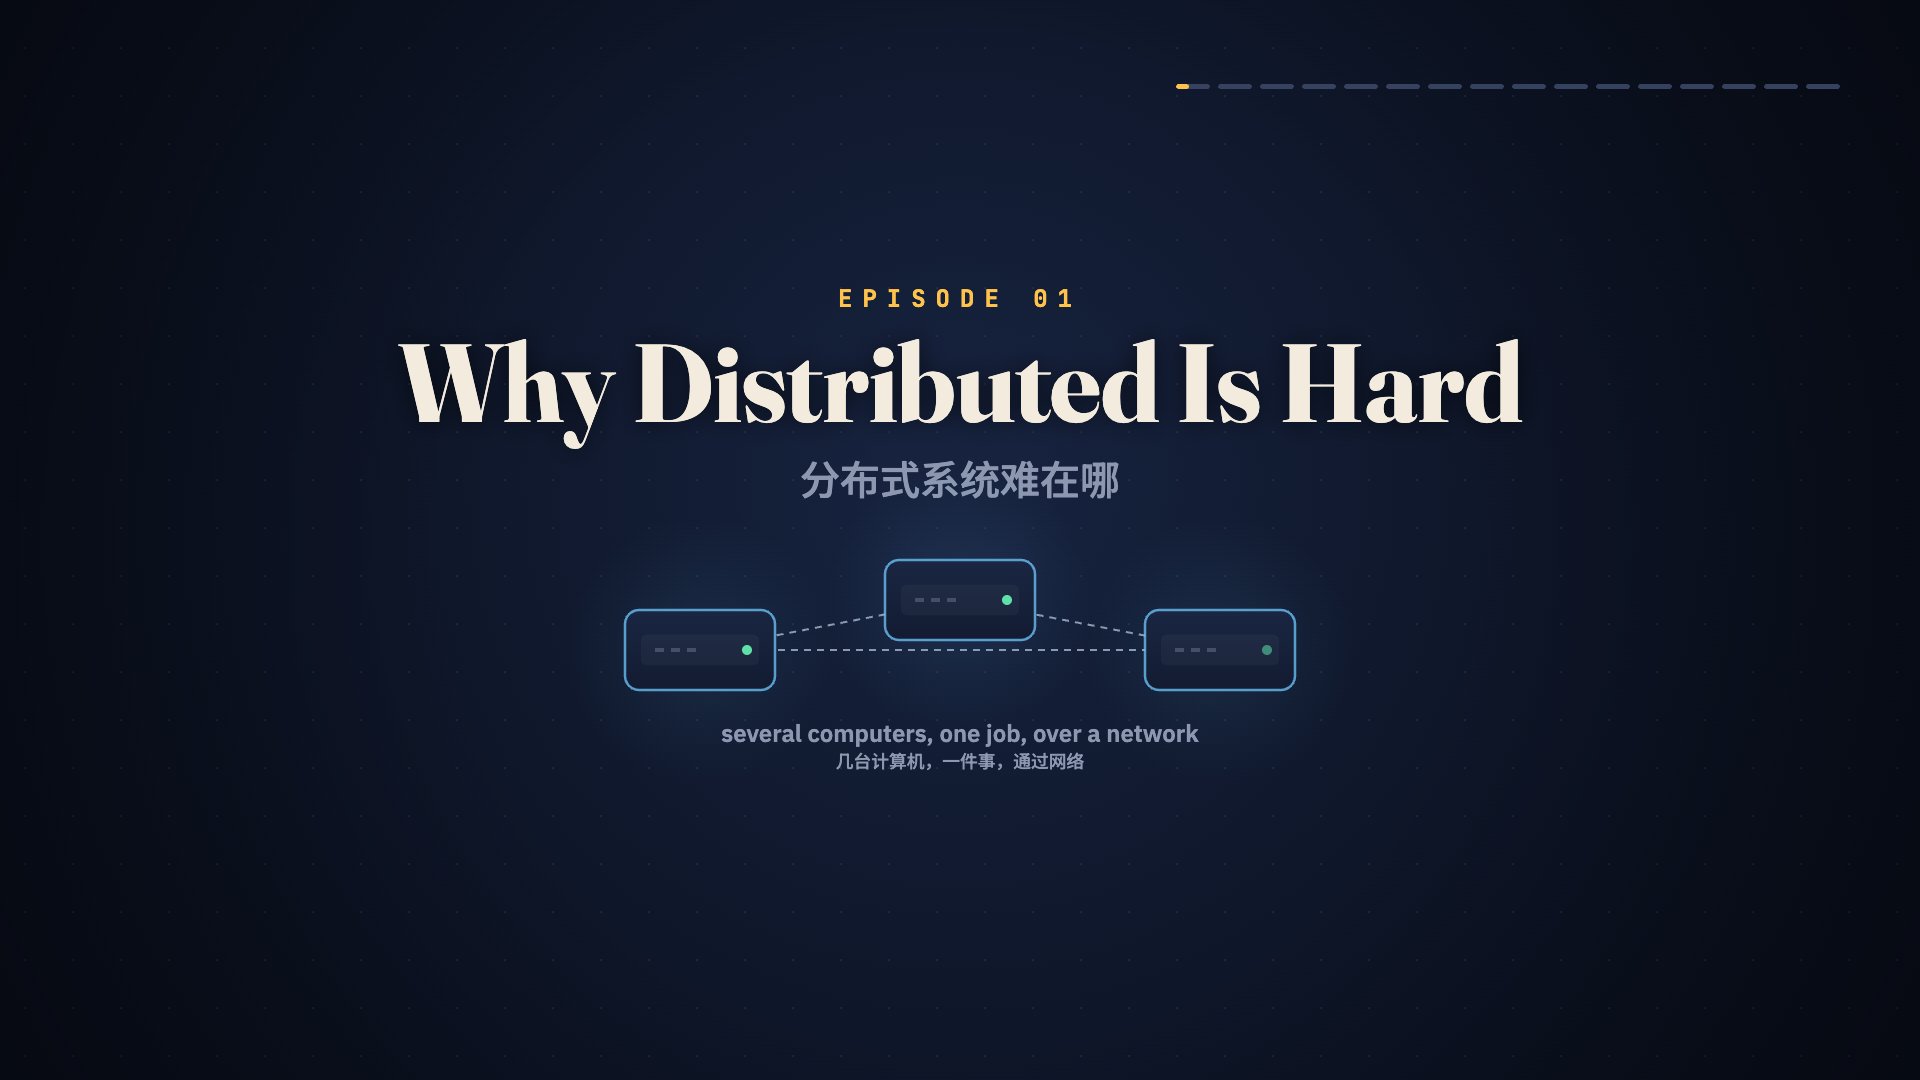 EPISODE 01
Why Distributed Is Hard
分布式系统难在哪
several computers, one job, over a network
几台计算机，一件事，通过网络